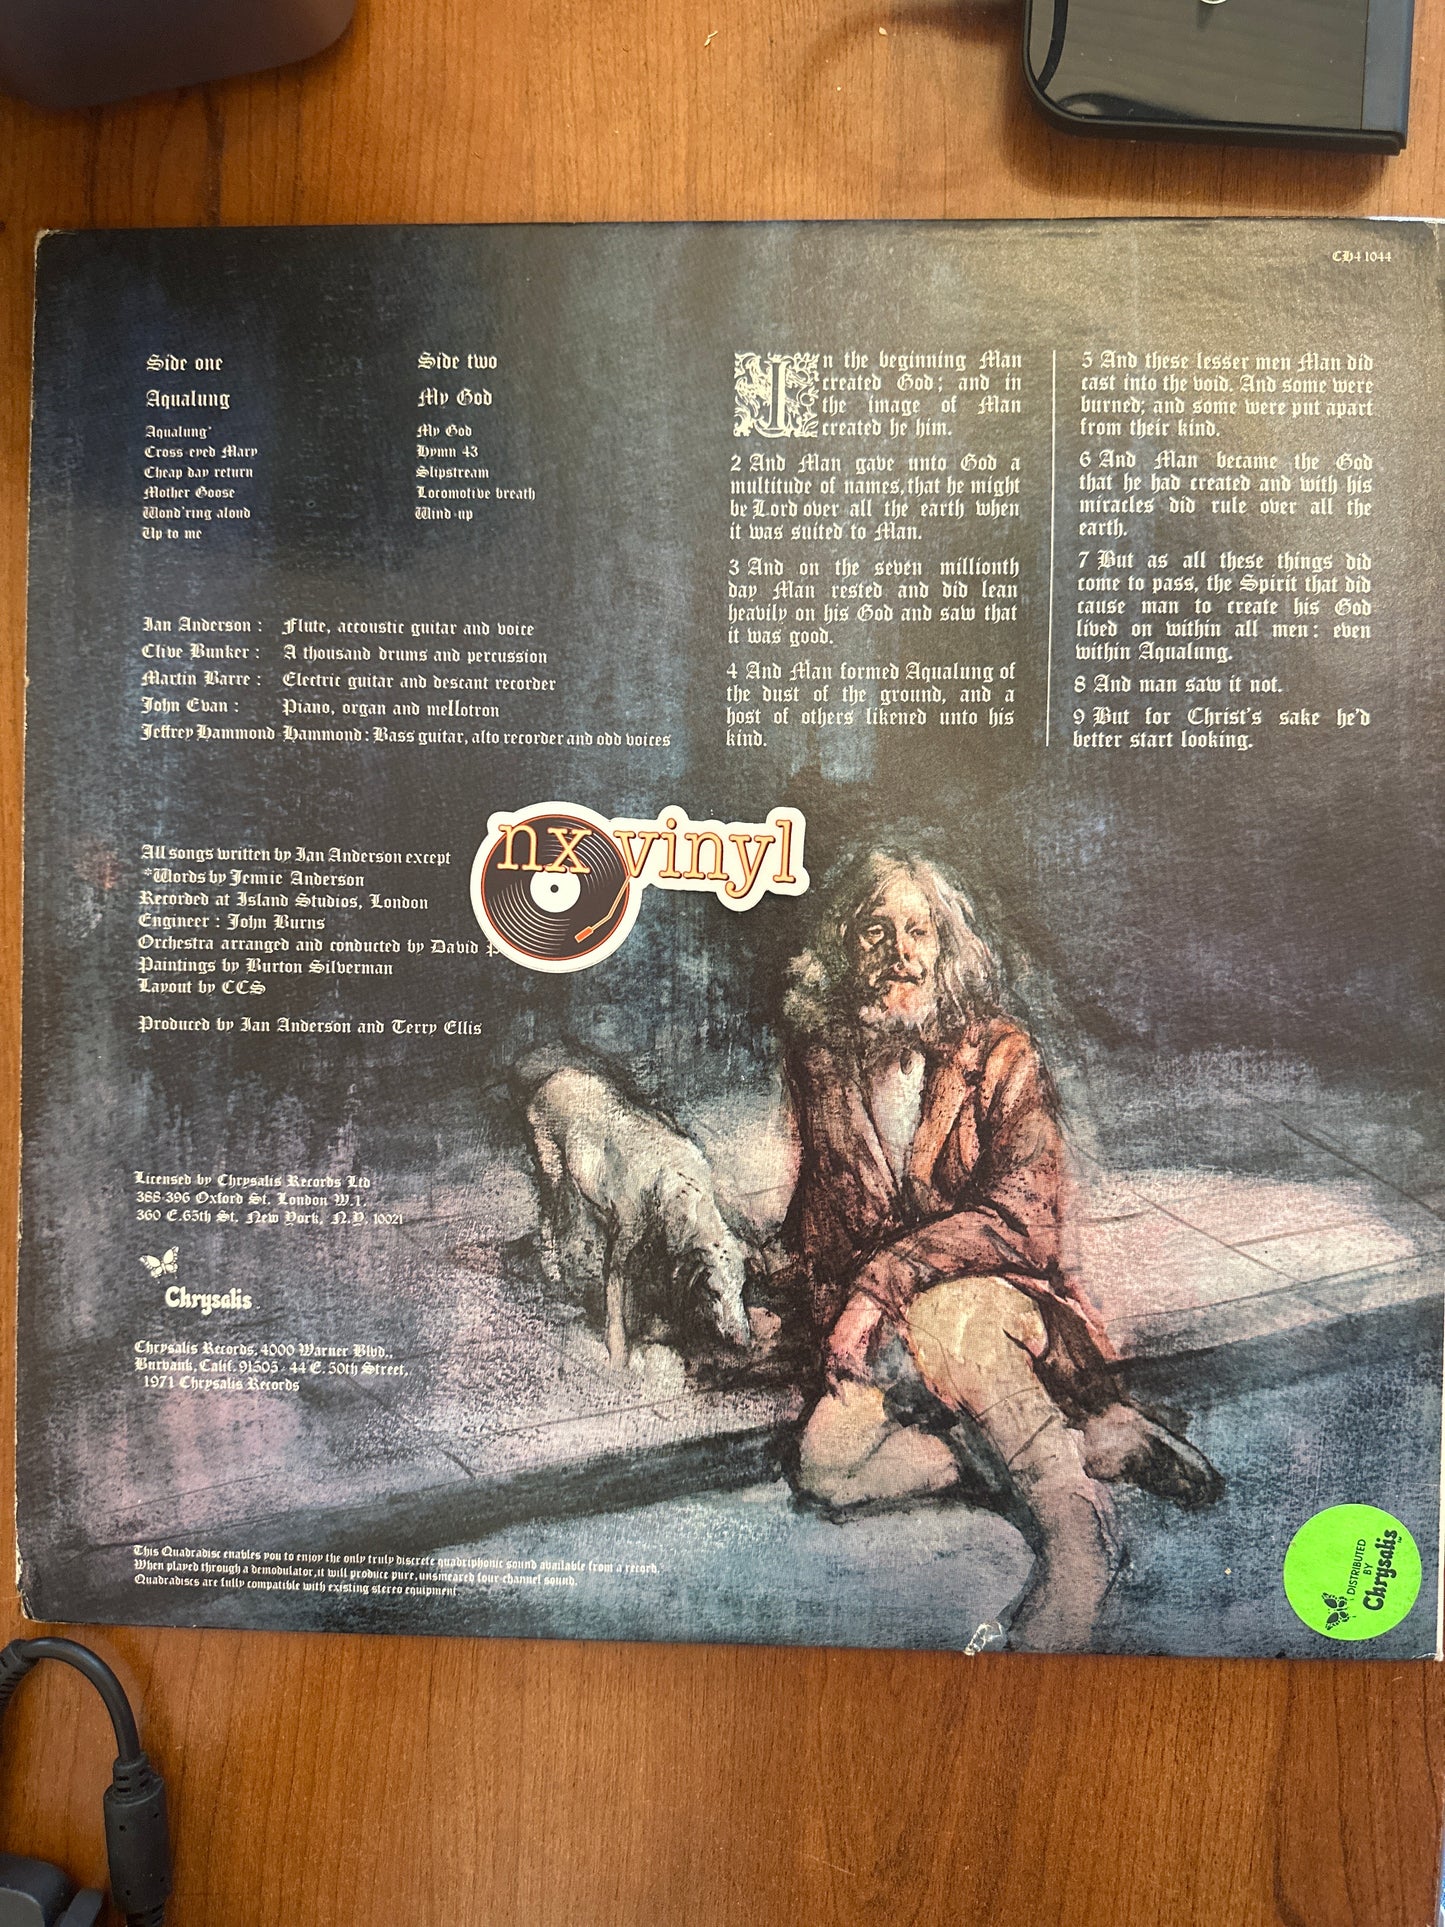 CH4 1044
Side one
Aqualung
Aqualung*
Cross-eyed Mary
Cheap day return
Mother Goose
Wond'ring aloud
Up to me
Side two
My God
My God
Hymn 43
Slipstream
Locomotive breath
Wind-up
Ian Anderson : Flute, accoustic guitar and voice
Clive Bunker : A thousand drums and percussion
Martin Barre : Electric guitar and descant recorder
John Evan : Piano, organ and mellotron
Jeffrey Hammond-Hammond : Bass guitar, alto recorder and odd voices
In the beginning Man
created God; and in
the image of Man
created he him.
2 And Man gave unto God a
multitude of names, that he might
be Lord over all the earth when
it was suited to Man.
3 And on the seven millionth
day Man rested and did lean
heavily on his God and saw that
it was good.
4 And Man formed Aqualung of
the dust of the ground, and a
host of others likened unto his
kind.
5 And these lesser men Man did
cast into the void. And some were
burned; and some were put apart
from their kind.
6 And Man became the God
that he had created and with his
miracles did rule over all the
earth.
7 But as all these things did
come to pass, the Spirit that did
cause man to create his God
lived on within all men: even
within Aqualung.
8 And man saw it not.
9 But for Christ's sake he'd
better start looking.
nx vinyl
All songs written by Ian Anderson except
*Words by Jennie Anderson
Recorded at Island Studios, London
Engineer : John Burns
Orchestra arranged and conducted by David
Paintings by Burton Silverman
Layout by CCS
Produced by Ian Anderson and Terry Ellis
Licensed by Chrysalis Records Ltd
388-396 Oxford St. London W.1.
360 E.65th St. New York, N.Y. 10021
Chrysalis
Chrysalis Records, 4000 Warner Blvd.,
Burbank, Calif. 91505 - 44 E. 50th Street,
1971 Chrysalis Records
This Quadradisc enables you to enjoy the only truly discrete quadriphonic sound available from a record.
When played through a demodulator, it will produce pure, unsmeared four-channel sound.
Quadradiscs are fully compatible with existing stereo equipment.
DISTRIBUTED
BY
Chrysalis™